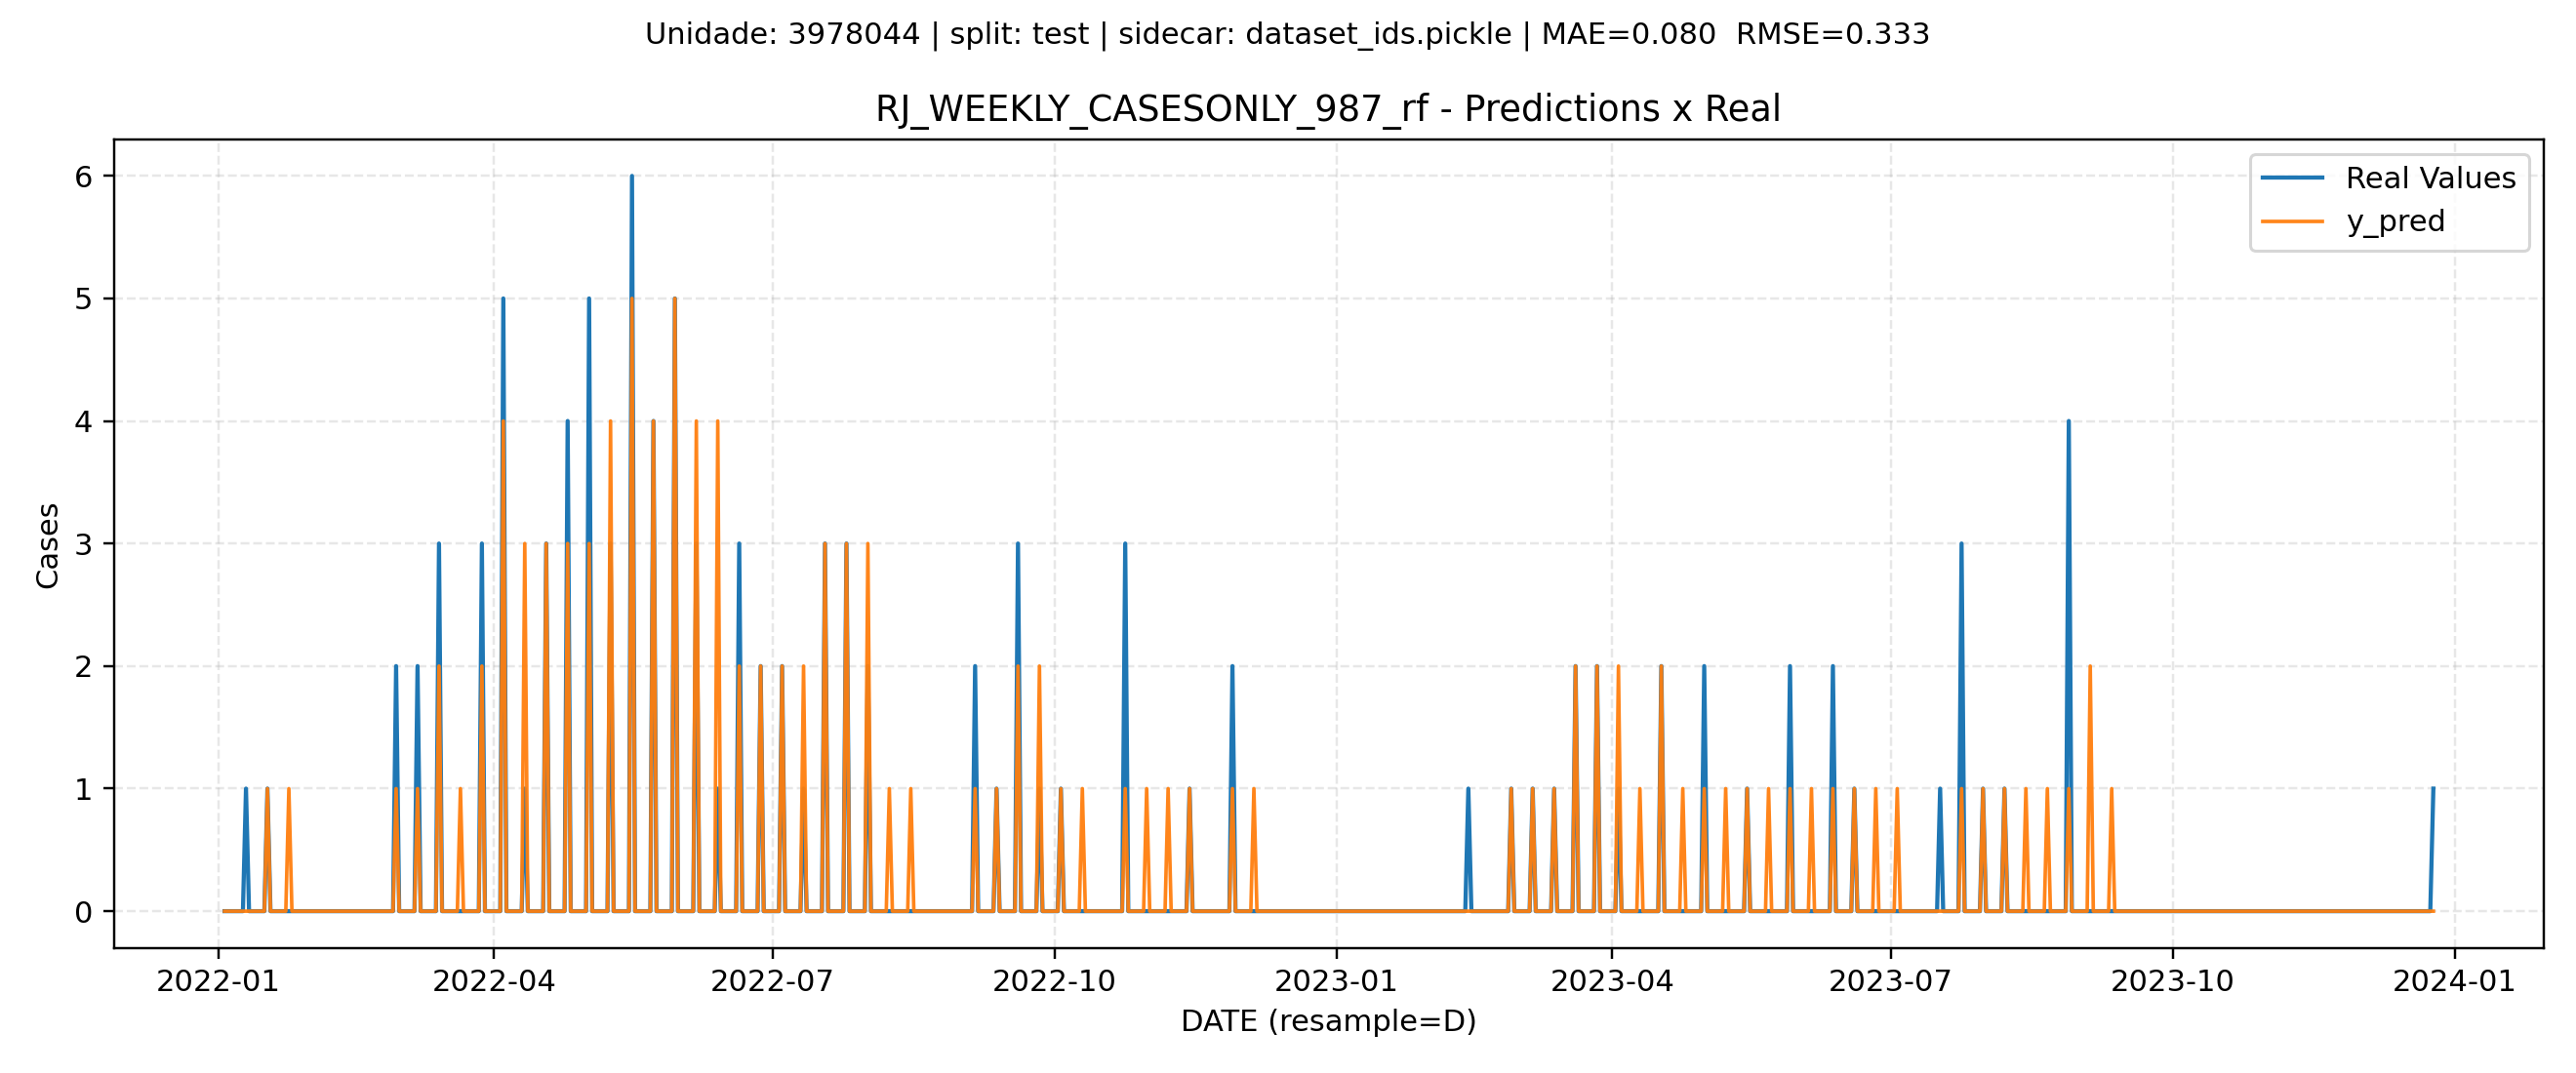 Unidade: 3978044 | split: test | sidecar: dataset_ids.pickle | MAE=0.080  RMSE=0.333
RJ_WEEKLY_CASESONLY_987_rf - Predictions x Real
Real Values
y_pred
Cases
6
5
4
3
2
1
0
2022-01
2022-04
2022-07
2022-10
2023-01
2023-04
2023-07
2023-10
2024-01
DATE (resample=D)